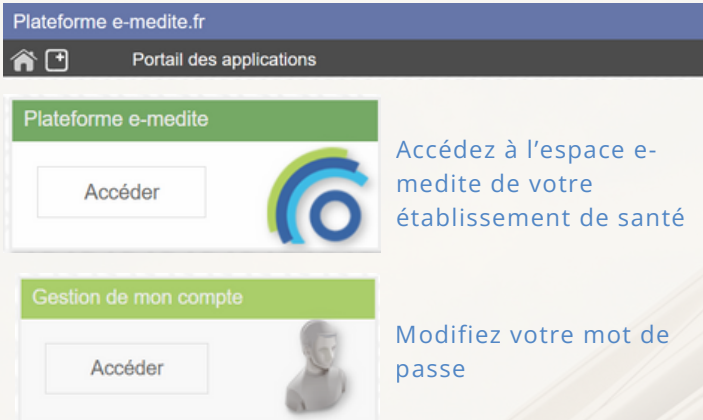 Plateforme e-medite.fr
Portail des applications
Plateforme e-medite
Accéder
Accédez à l’espace e-
medite de votre
établissement de santé
Gestion de mon compte
Accéder
Modifiez votre mot de
passe